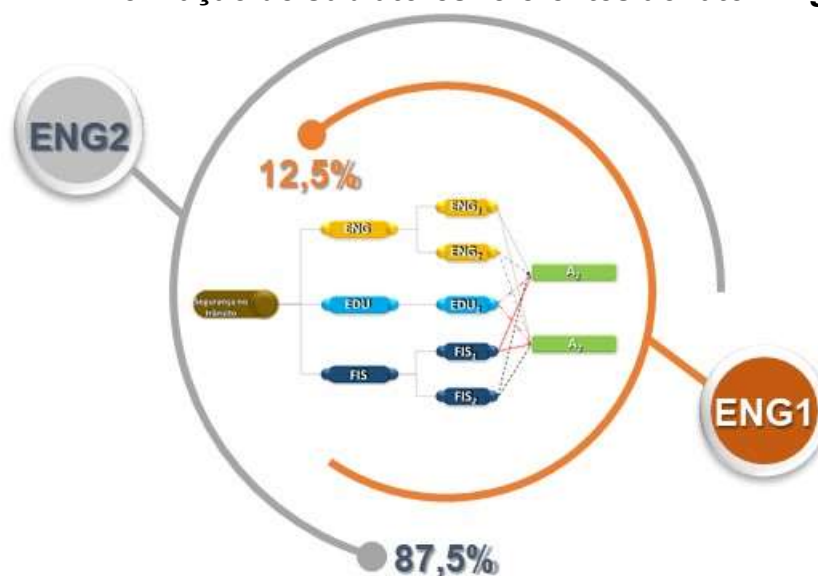 ENG2
12,5%
ENG
ENG₁
ENG₂
A₁
Segurança no
trânsito
EDU
EDU₁
A₂
FIS
FIS₁
FIS₂
ENG1
87,5%